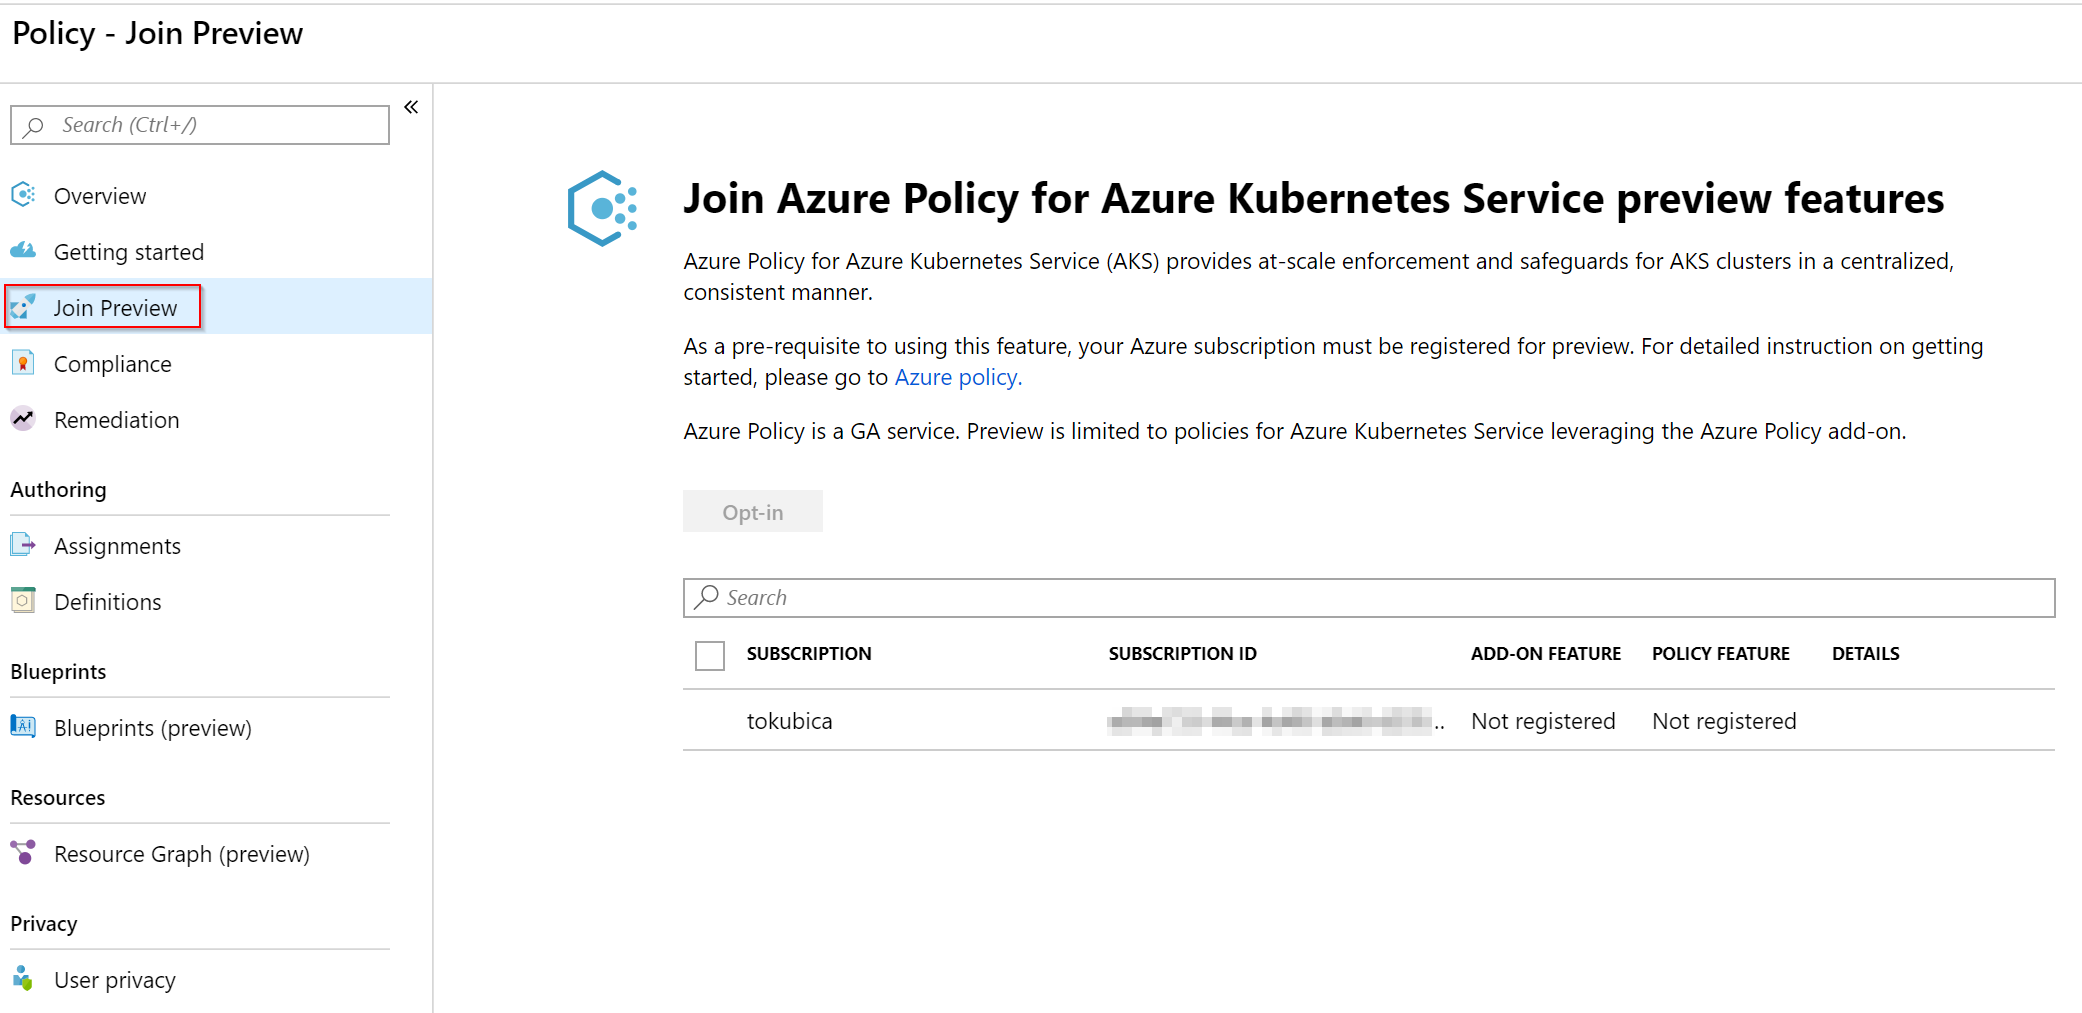 Policy - Join Preview
Search (Ctrl+/)
«
Overview
Getting started
Join Preview
Compliance
Remediation
Authoring
Assignments
Definitions
Blueprints
Blueprints (preview)
Resources
Resource Graph (preview)
Privacy
User privacy
Join Azure Policy for Azure Kubernetes Service preview features
Azure Policy for Azure Kubernetes Service (AKS) provides at-scale enforcement and safeguards for AKS clusters in a centralized,
consistent manner.
As a pre-requisite to using this feature, your Azure subscription must be registered for preview. For detailed instruction on getting
started, please go to Azure policy.
Azure Policy is a GA service. Preview is limited to policies for Azure Kubernetes Service leveraging the Azure Policy add-on.
Opt-in
Search
SUBSCRIPTION SUBSCRIPTION ID ADD-ON FEATURE POLICY FEATURE DETAILS
tokubica .. Not registered Not registered